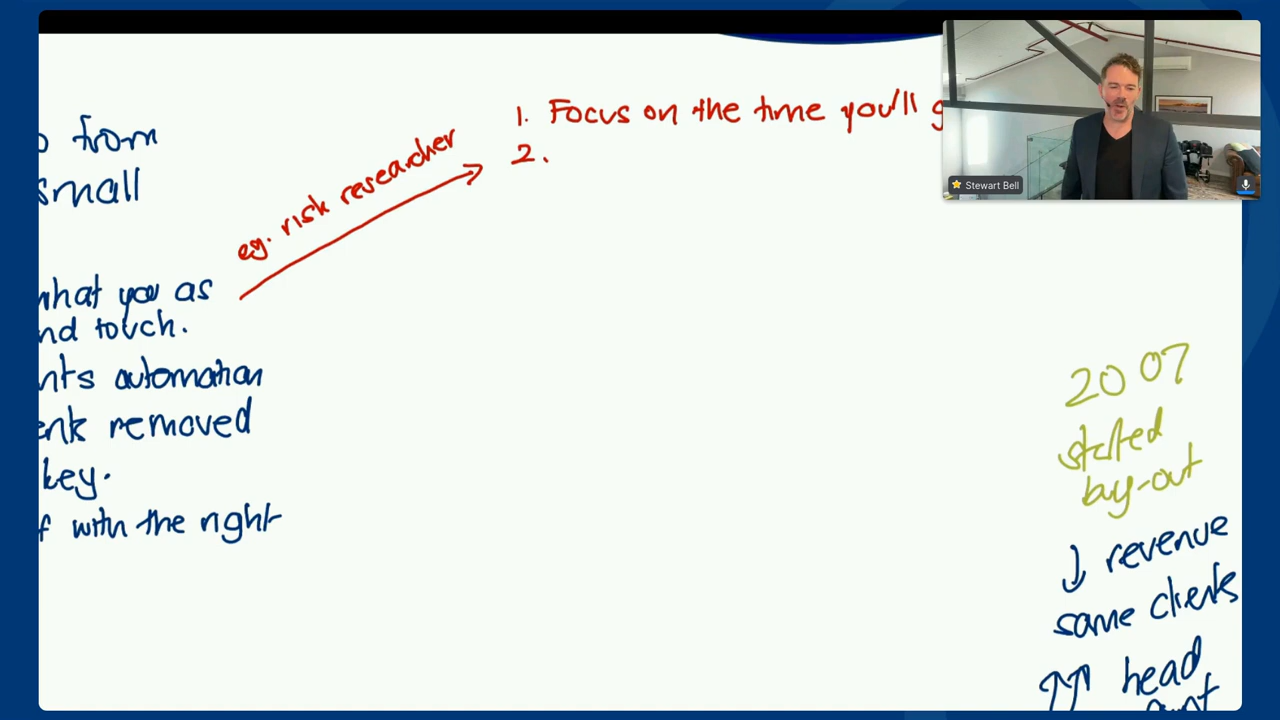 from
small
what you as
nd touch.
nts automation
removed
key.
f with the right
eg. risk researcher
1. Focus on the time you'll g
2.
Stewart Bell
2007
started
buy-out
↓ revenue
same clients
↑↑ head